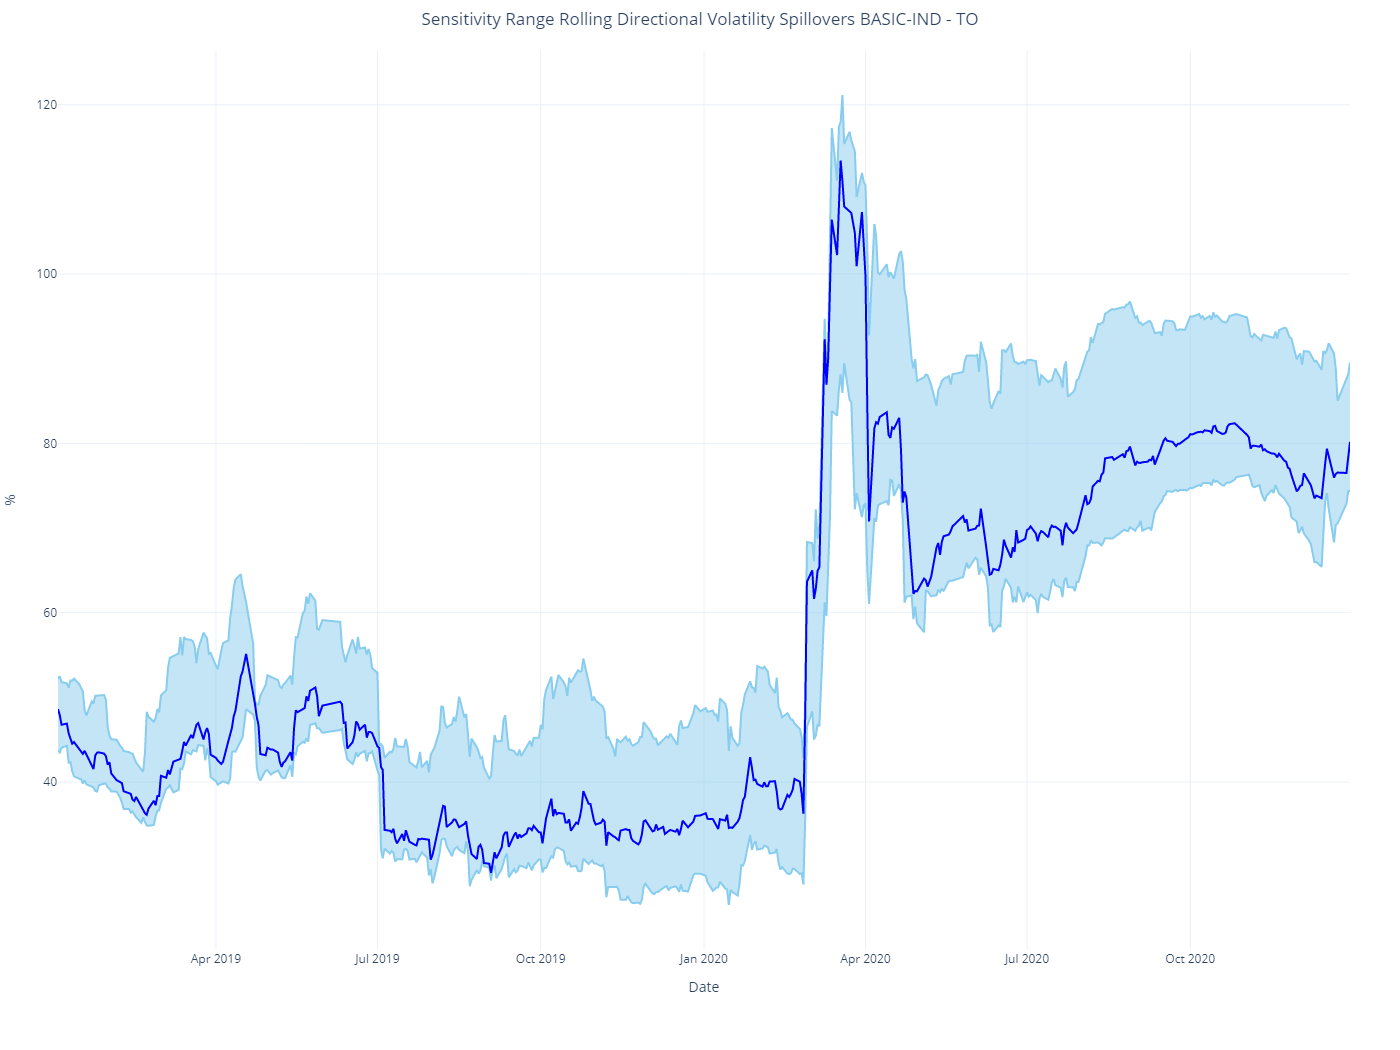 Sensitivity Range Rolling Directional Volatility Spillovers BASIC-IND - TO
120
100
80
60
40
%
Apr 2019
Jul 2019
Oct 2019
Jan 2020
Apr 2020
Jul 2020
Oct 2020
Date